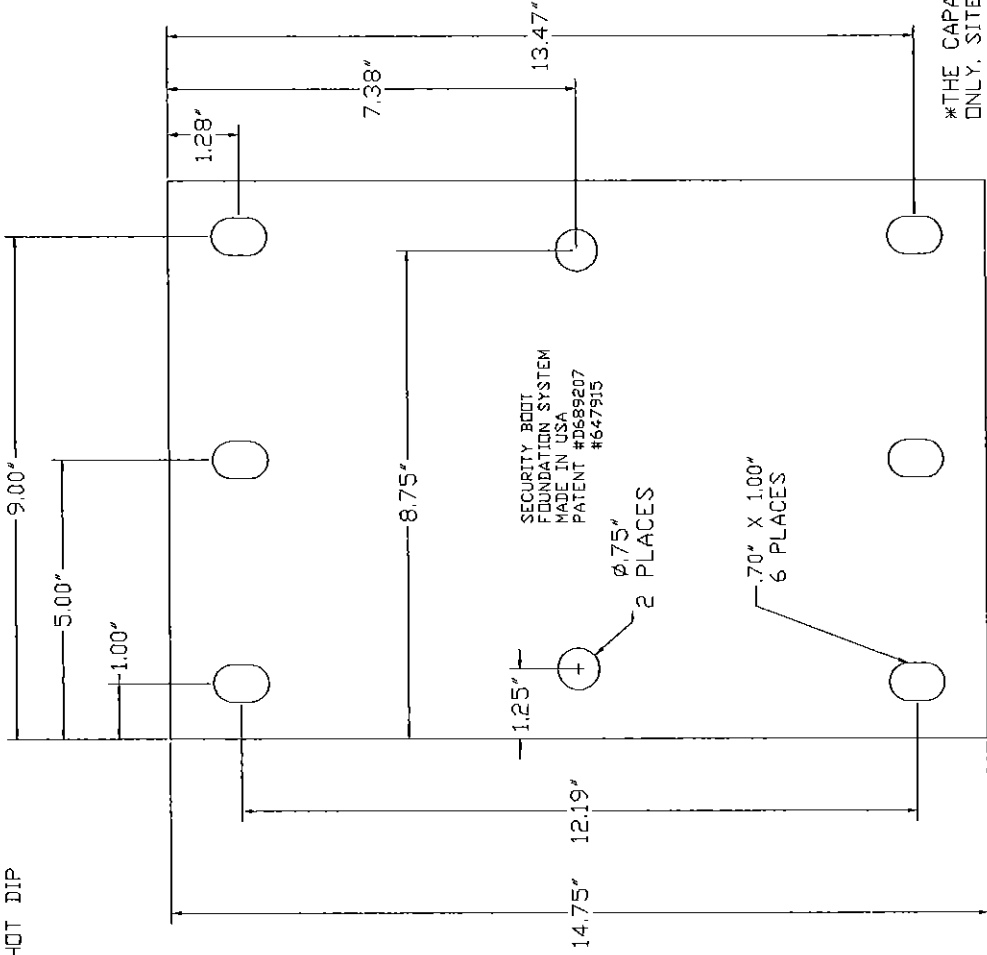 HOT DIP
9.00"
5.00"
1.00"
1.28"
7.38"
13.47"
8.75"
SECURITY BOOT
FOUNDATION SYSTEM
MADE IN USA
PATENT #D689207
#647915
Ø.75"
2 PLACES
1.25"
.70" X 1.00"
6 PLACES
12.19"
14.75"
*THE CAPA
ONLY, SITE